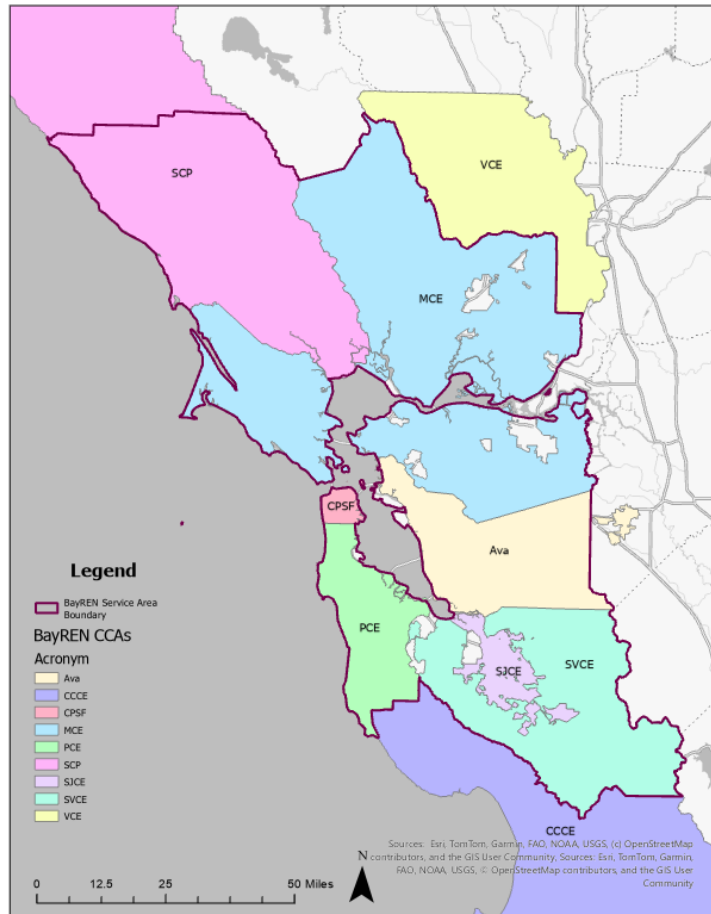 SCP
VCE
MCE
CPSF
Ava
PCE
SJCE
SVCE
CCCE
Legend
BayREN Service Area
Boundary
BayREN CCAs
Acronym
Ava
CCCE
CPSF
MCE
PCE
SCP
SJCE
SVCE
VCE
0 12.5 25 50 Miles
N
Sources: Esri, TomTom, Garmin, FAO, NOAA, USGS, (c) OpenStreetMap
contributors, and the GIS User Community, Sources: Esri, TomTom, Garmin,
FAO, NOAA, USGS, © OpenStreetMap contributors, and the GIS User
Community